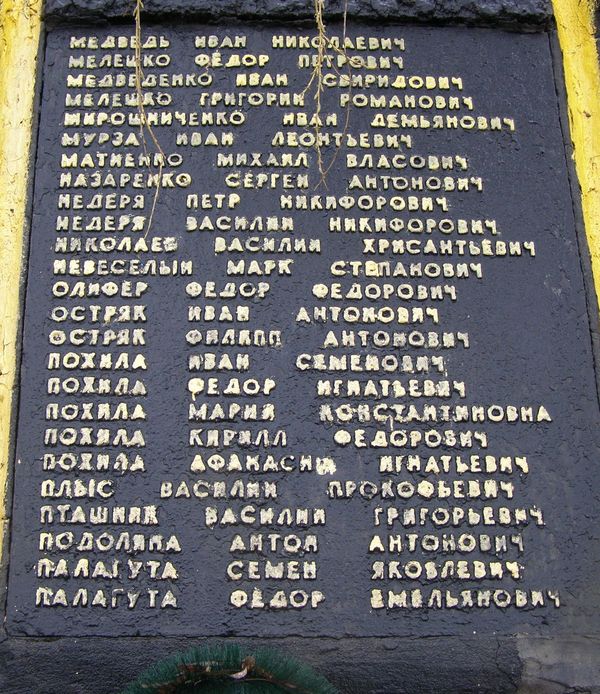 МЕДВЕДЬ ИВАН НИКОЛАЕВИЧ
МЕЛЕШКО ФЁДОР ПЕТРОВИЧ
МЕДВЕДЕНКО ИВАН СВИРИДОВИЧ
МЕЛЕШКО ГРИГОРИЙ РОМАНОВИЧ
МИРОШНИЧЕНКО ИВАН ДЕМЬЯНОВИЧ
МУРЗА ИВАН ЛЕОНТЬЕВИЧ
МАТИЕНКО МИХАИЛ ВЛАСОВИЧ
НАЗАРЕНКО СЕРГЕЙ АНТОНОВИЧ
НЕДЕРЯ ПЕТР НИКИФОРОВИЧ
НЕДЕРЯ ВАСИЛИЙ НИКИФОРОВИЧ
НИКОЛАЕВ ВАСИЛИЙ ХРИСАНТЬЕВИЧ
НЕВЕСЕЛЫЙ МАРК СТЕПАНОВИЧ
ОЛИФЕР ФЕДОР ФЕДОРОВИЧ
ОСТРЯК ИВАН АНТОНОВИЧ
ОСТРЯК ФИЛИПП АНТОНОВИЧ
ПОХИЛА ИВАН СЕМЕНОВИЧ
ПОХИЛА ФЕДОР ИГНАТЬЕВИЧ
ПОХИЛА МАРИЯ КОНСТАНТИНОВНА
ПОХИЛА КИРИЛЛ ФЕДОРОВИЧ
ПОХИЛА АФАНАСИЙ ИГНАТЬЕВИЧ
ПЛЫС ВАСИЛИЙ ПРОКОФЬЕВИЧ
ПТАШНИК ВАСИЛИЙ ГРИГОРЬЕВИЧ
ПОДОЛЯКА АНТОН АНТОНОВИЧ
ПАЛАГУТА СЕМЕН ЯКОВЛЕВИЧ
ПАЛАГУТА ФЕДОР ЕМЕЛЬЯНОВИЧ